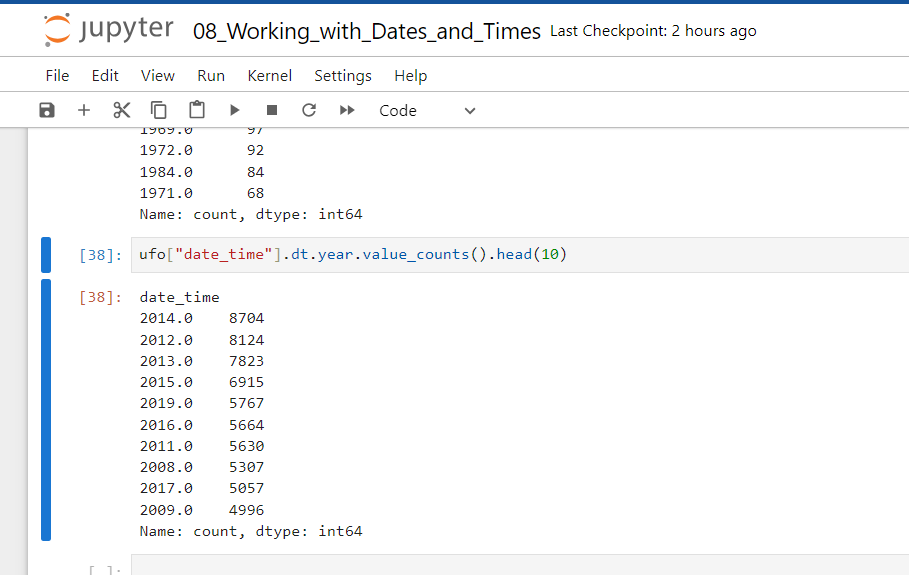 jupyter 08_Working_with_Dates_and_Times Last Checkpoint: 2 hours ago
File Edit View Run Kernel Settings Help
Code
1969.0 97
1972.0 92
1984.0 84
1971.0 68
Name: count, dtype: int64
[38]: ufo["date_time"].dt.year.value_counts().head(10)
[38]: date_time
2014.0 8704
2012.0 8124
2013.0 7823
2015.0 6915
2019.0 5767
2016.0 5664
2011.0 5630
2008.0 5307
2017.0 5057
2009.0 4996
Name: count, dtype: int64
[ ]: